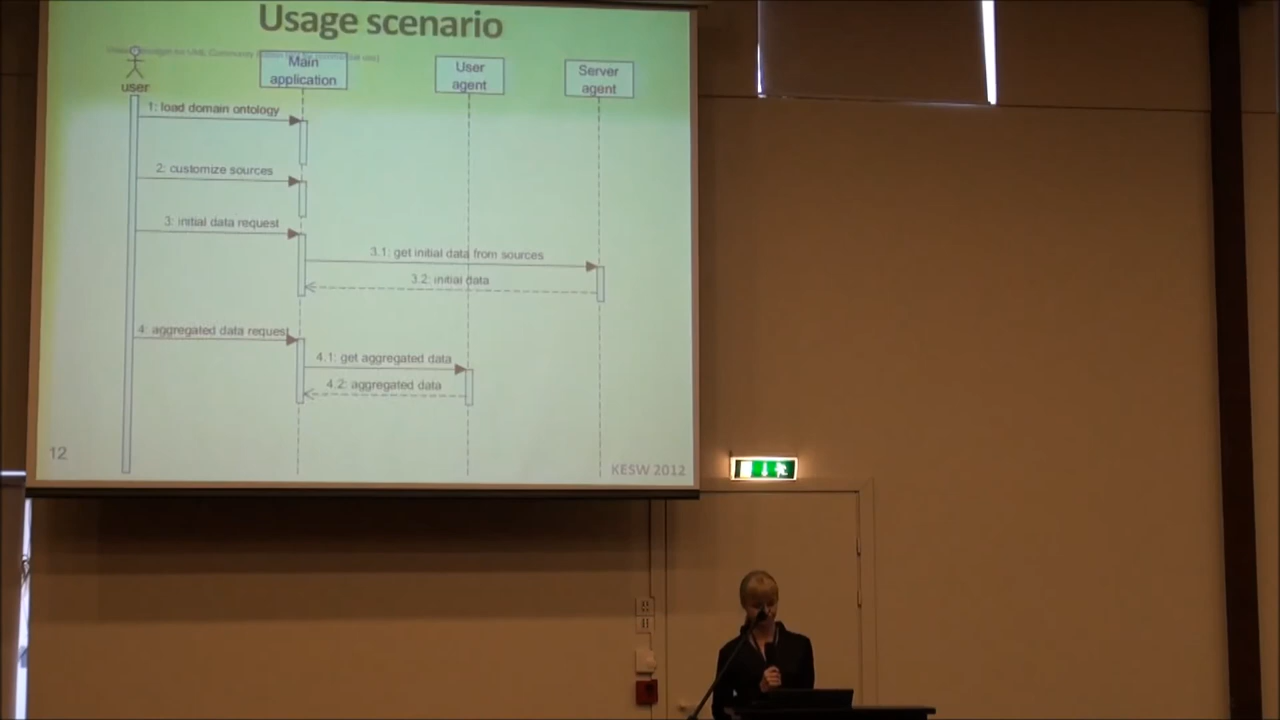 Usage scenario
Main
application
User
agent
Server
agent
user
1: load domain ontology
2: customize sources
3: initial data request
3.1: get initial data from sources
3.2: initial data
4: aggregated data request
4.1: get aggregated data
4.2: aggregated data
12
KESW 2012